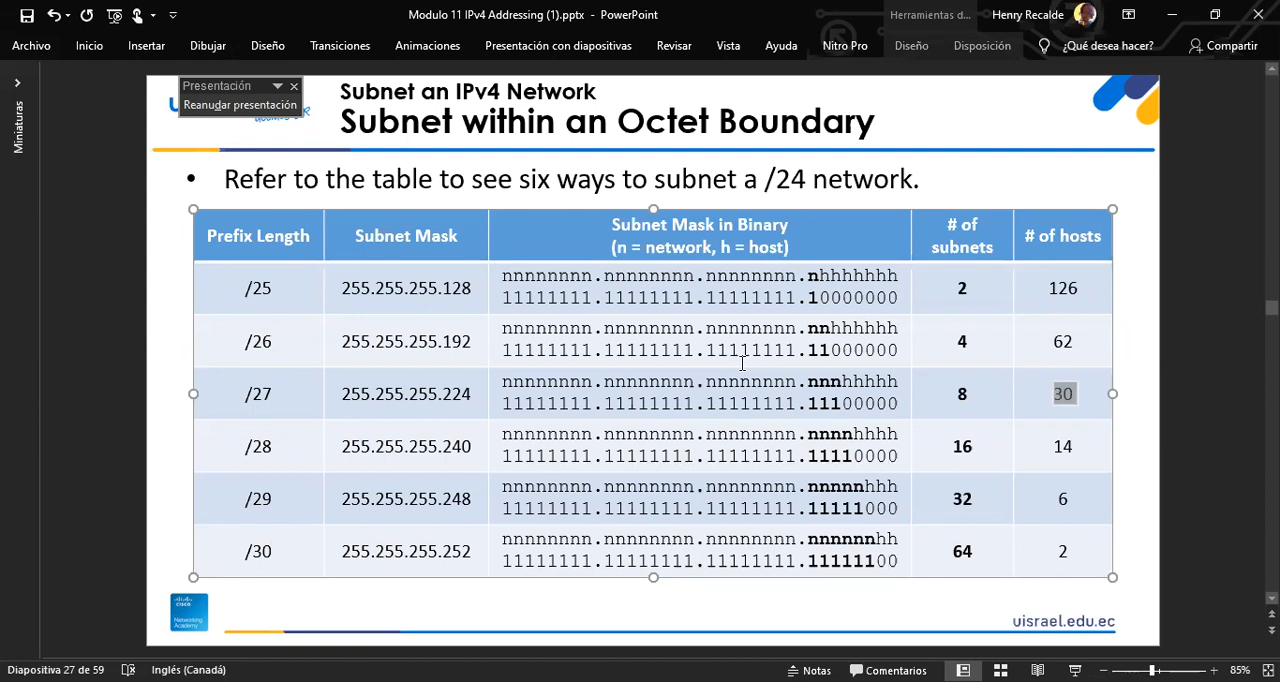 Modulo 11 IPv4 Addressing (1).pptx - PowerPoint
Herramientas d...
Henry Recalde
Archivo Inicio Insertar Dibujar Diseño Transiciones Animaciones Presentación con diapositivas Revisar Vista Ayuda Nitro Pro Diseño Disposición ¿Qué desea hacer? Compartir
Miniaturas
Presentación
Reanudar presentación
Subnet an IPv4 Network
Subnet within an Octet Boundary
• Refer to the table to see six ways to subnet a /24 network.
Prefix Length Subnet Mask Subnet Mask in Binary
(n = network, h = host) # of
subnets # of hosts
/25 255.255.255.128 nnnnnnnn.nnnnnnnn.nnnnnnnn.nhhhhhhh
11111111.11111111.11111111.10000000 2 126
/26 255.255.255.192 nnnnnnnn.nnnnnnnn.nnnnnnnn.nnhhhhhh
11111111.11111111.11111111.11000000 4 62
/27 255.255.255.224 nnnnnnnn.nnnnnnnn.nnnnnnnn.nnnhhhhh
11111111.11111111.11111111.11100000 8 30
/28 255.255.255.240 nnnnnnnn.nnnnnnnn.nnnnnnnn.nnnnhhhh
11111111.11111111.11111111.11110000 16 14
/29 255.255.255.248 nnnnnnnn.nnnnnnnn.nnnnnnnn.nnnnnhhh
11111111.11111111.11111111.11111000 32 6
/30 255.255.255.252 nnnnnnnn.nnnnnnnn.nnnnnnnn.nnnnnnhh
11111111.11111111.11111111.11111100 64 2
cisco
Networking
Academy
uisrael.edu.ec
Diapositiva 27 de 59 Inglés (Canadá) Notas Comentarios 85%